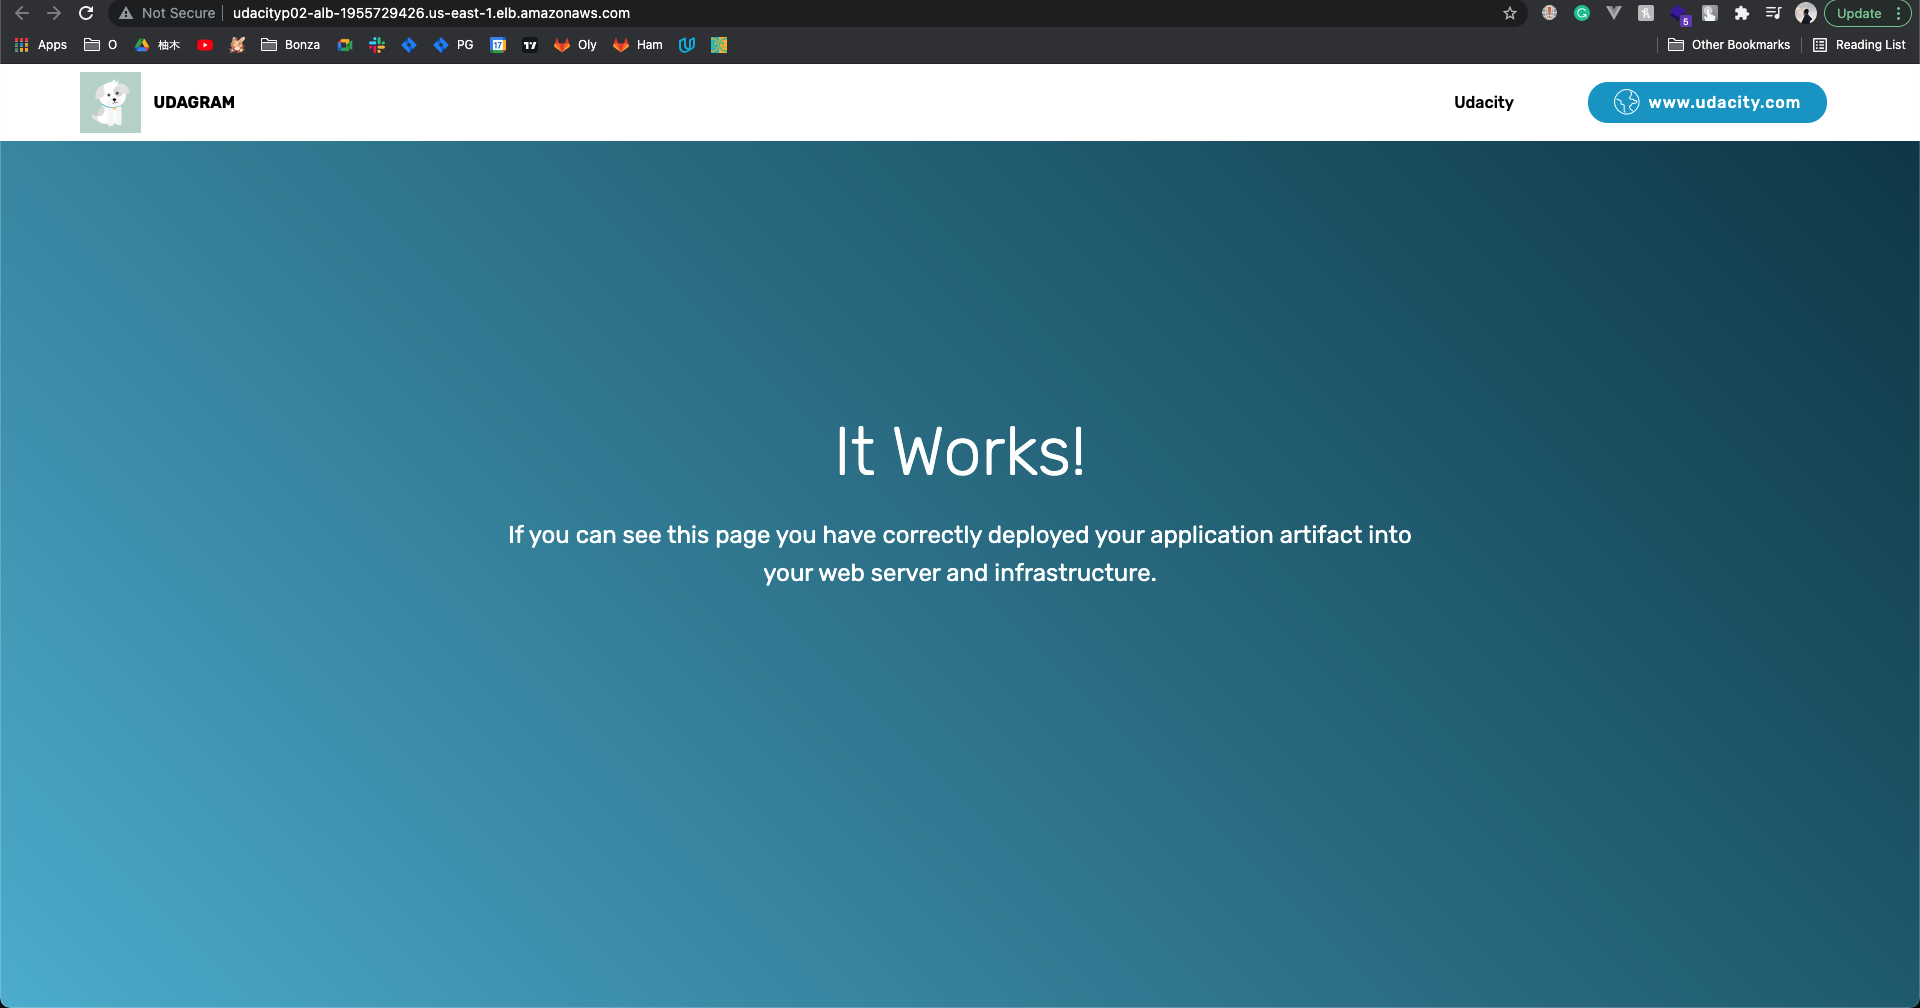 Not Secure udacityp02-alb-1955729426.us-east-1.elb.amazonaws.com Update
Apps O 柚木 Bonza PG 17 Oly Ham Other Bookmarks Reading List
5
UDAGRAM Udacity www.udacity.com
It Works!
If you can see this page you have correctly deployed your application artifact into
your web server and infrastructure.